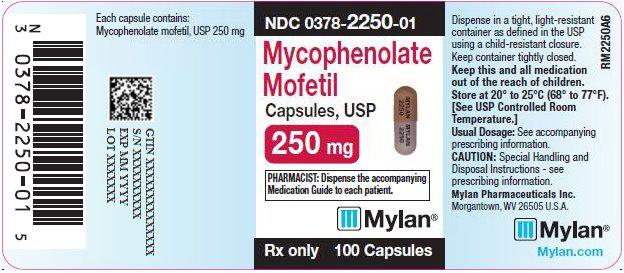 N
3 0378-2250-01 5
Each capsule contains:
Mycophenolate mofetil, USP 250 mg
GTIN XXXXXXXXXXXXXX
S/N XXXXXXXXXX
EXP MM YYYY
LOT XXXXXXX
NDC 0378-2250-01
Mycophenolate
Mofetil
Capsules, USP
250 mg
MYLAN
2250
MYLAN
2250
PHARMACIST: Dispense the accompanying
Medication Guide to each patient.
Mylan®
Rx only 100 Capsules
Dispense in a tight, light-resistant
container as defined in the USP
using a child-resistant closure.
Keep container tightly closed.
Keep this and all medication
out of the reach of children.
Store at 20° to 25°C (68° to 77°F).
[See USP Controlled Room
Temperature.]
Usual Dosage: See accompanying
prescribing information.
CAUTION: Special Handling and
Disposal Instructions - see
prescribing information.
Mylan Pharmaceuticals Inc.
Morgantown, WV 26505 U.S.A.
Mylan®
Mylan.com
RM2250A6